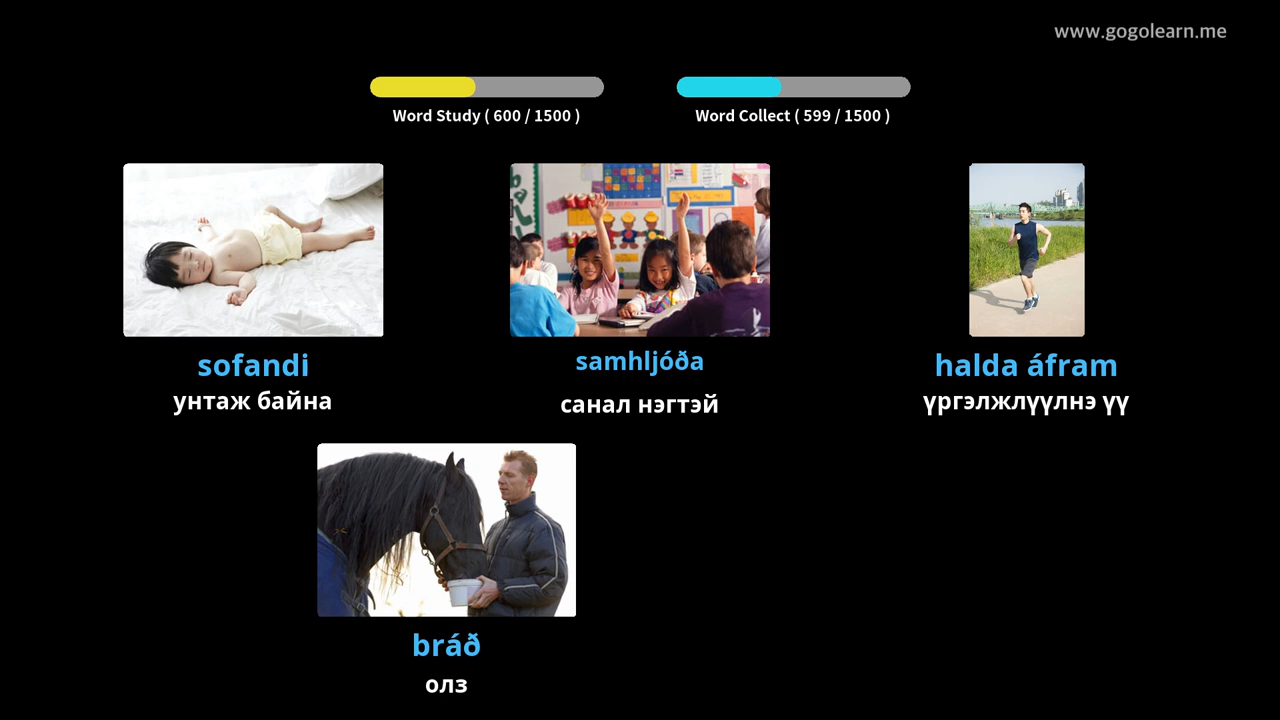 www.gogolearn.me
Word Study ( 600 / 1500 )
Word Collect ( 599 / 1500 )
sofandi
унтаж байна
samhljóða
санал нэгтэй
halda áfram
үргэлжлүүлнэ үү
bráð
олз